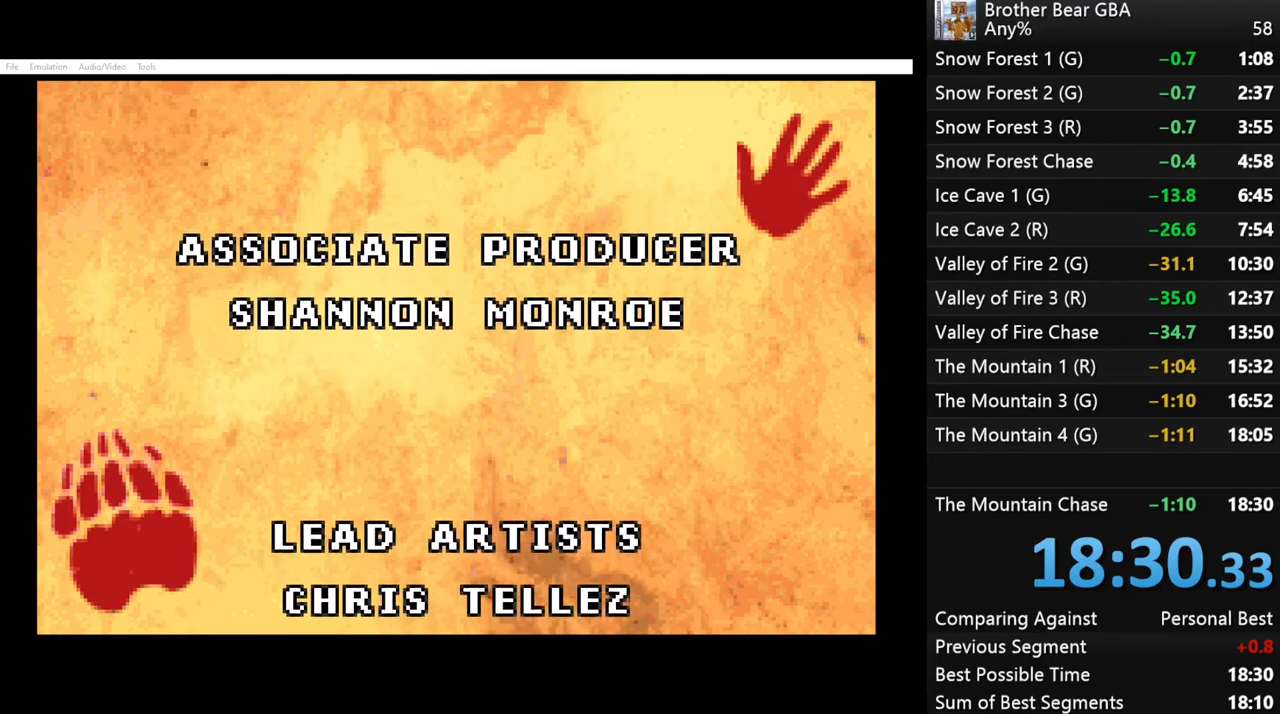 Brother Bear GBA
Any% 58
File Emulation Audio/Video Tools
Snow Forest 1 (G) −0.7 1:08
Snow Forest 2 (G) −0.7 2:37
Snow Forest 3 (R) −0.7 3:55
Snow Forest Chase −0.4 4:58
Ice Cave 1 (G) −13.8 6:45
Ice Cave 2 (R) −26.6 7:54
Valley of Fire 2 (G) −31.1 10:30
Valley of Fire 3 (R) −35.0 12:37
Valley of Fire Chase −34.7 13:50
The Mountain 1 (R) −1:04 15:32
The Mountain 3 (G) −1:10 16:52
The Mountain 4 (G) −1:11 18:05
The Mountain Chase −1:10 18:30
18:30.33
Comparing Against Personal Best
Previous Segment +0.8
Best Possible Time 18:30
Sum of Best Segments 18:10
ASSOCIATE PRODUCER
SHANNON MONROE
LEAD ARTISTS
CHRIS TELLEZ